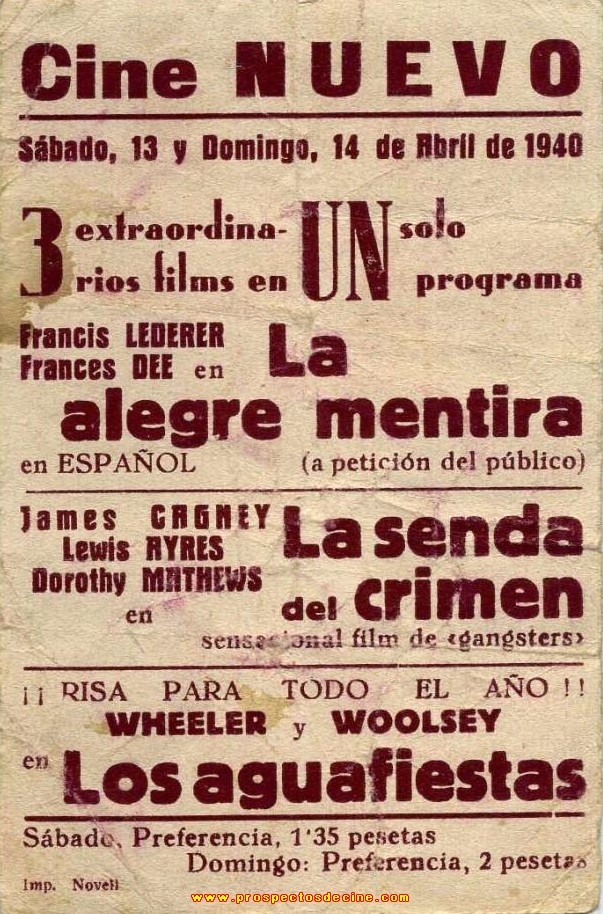 Cine NUEVO
Sábado, 13 y Domingo, 14 de Abril de 1940
3 extraordina-
rios films en UN solo
programa
Francis LEDERER
Frances DEE en La
alegre mentira
en ESPAÑOL (a petición del público)
James CAGNEY
Lewis AYRES
Dorothy MATHEWS
en
La senda
del crimen
sensacional film de «gangsters»
¡¡ RISA PARA TODO EL AÑO !!
WHEELER y WOOLSEY
en Los aguafiestas
Sábado, Preferencia, 1'35 pesetas
Domingo: Preferencia, 2 pesetas
Imp. Novell
www.prospectosdecine.com